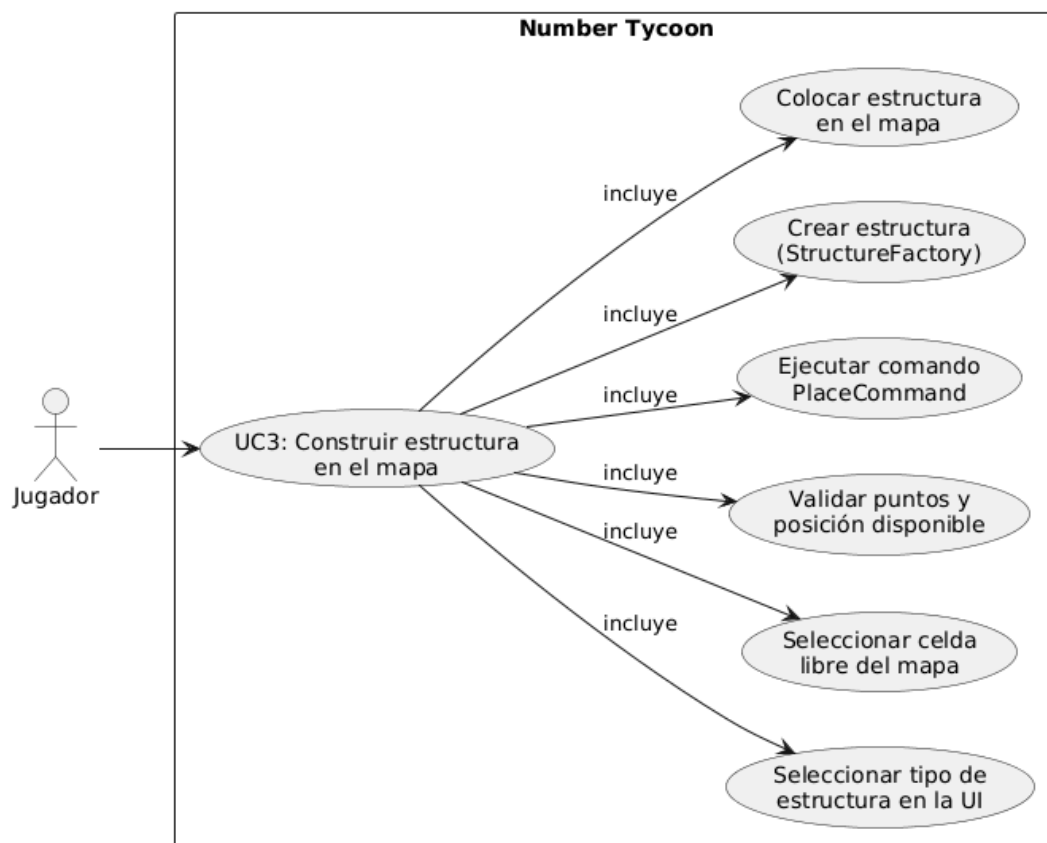 Number Tycoon
Colocar estructura
en el mapa
incluye
Crear estructura
(StructureFactory)
incluye
Ejecutar comando
PlaceCommand
incluye
Jugador
UC3: Construir estructura
en el mapa
incluye
Validar puntos y
posición disponible
incluye
Seleccionar celda
libre del mapa
incluye
Seleccionar tipo de
estructura en la UI